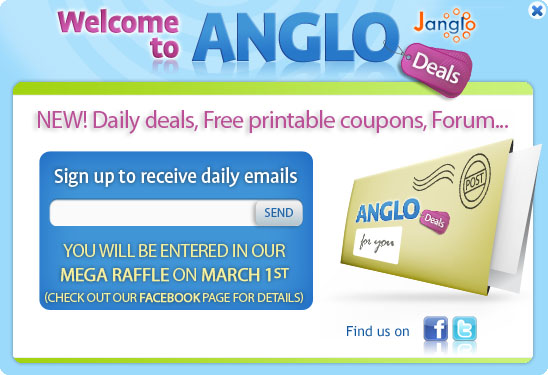 Welcome to ANGLO Deals
Janglo
NEW! Daily deals, Free printable coupons, Forum...
Sign up to receive daily emails
SEND
YOU WILL BE ENTERED IN OUR
MEGA RAFFLE ON MARCH 1ST
(CHECK OUT OUR FACEBOOK PAGE FOR DETAILS)
POST
ANGLO Deals
for you
Find us on
f
t